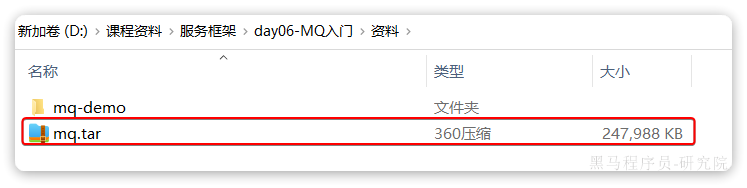 新加卷 (D:) › 课程资料 › 服务框架 › day06-MQ入门 › 资料 ›
名称 类型 大小
mq-demo 文件夹
mq.tar 360压缩 247,988 KB
黑马程序员-研究院